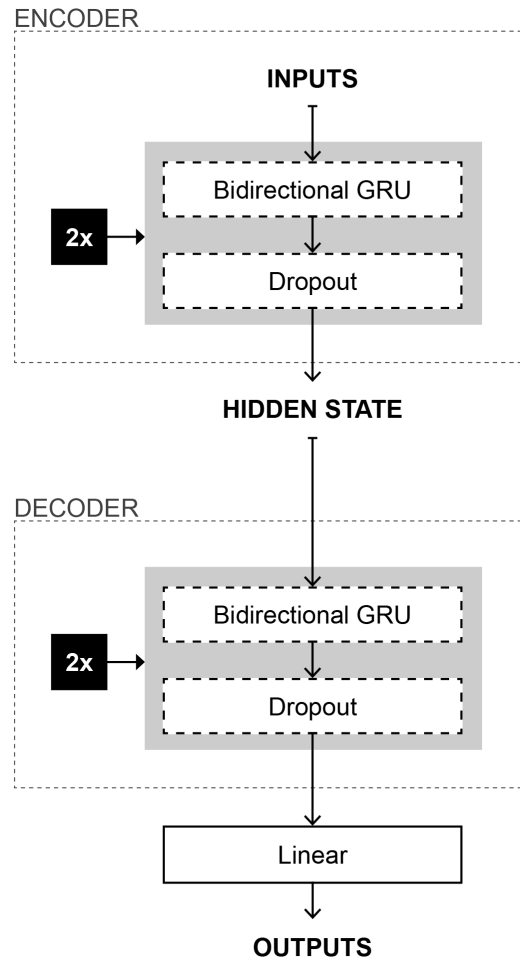 ENCODER
INPUTS
Bidirectional GRU
2x
Dropout
HIDDEN STATE
DECODER
Bidirectional GRU
2x
Dropout
Linear
OUTPUTS